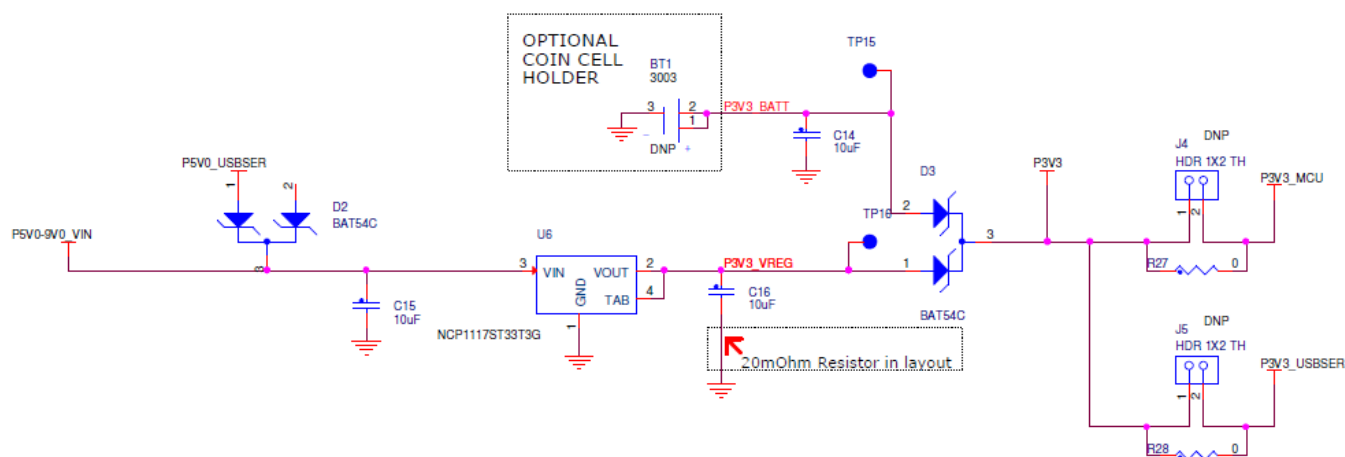 OPTIONAL
COIN CELL
HOLDER
BT1
3003
3
2
1
-
+
DNP
P3V3_BATT
TP15
C14
10uF
P5V0_USBSER
1
2
D2
BAT54C
3
P5V0-9V0_VIN
C15
10uF
U6
3
VIN
VOUT
2
GND
TAB
4
1
NCP1117ST33T3G
P3V3_VREG
C16
10uF
20mOhm Resistor in layout
TP16
D3
2
1
3
BAT54C
P3V3
J4
DNP
HDR 1X2 TH
1
2
P3V3_MCU
R27
0
J5
DNP
HDR 1X2 TH
1
2
P3V3_USBSER
R28
0